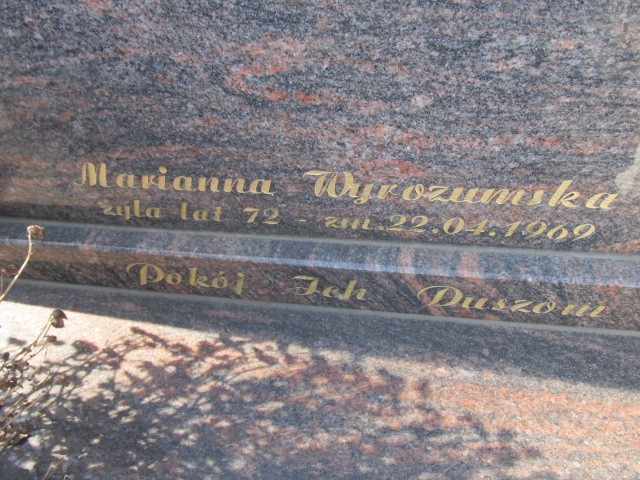 Marianna Wyrozumska
żyła lat 72 - zm.22.04.1969
Pokój Ich Duszom